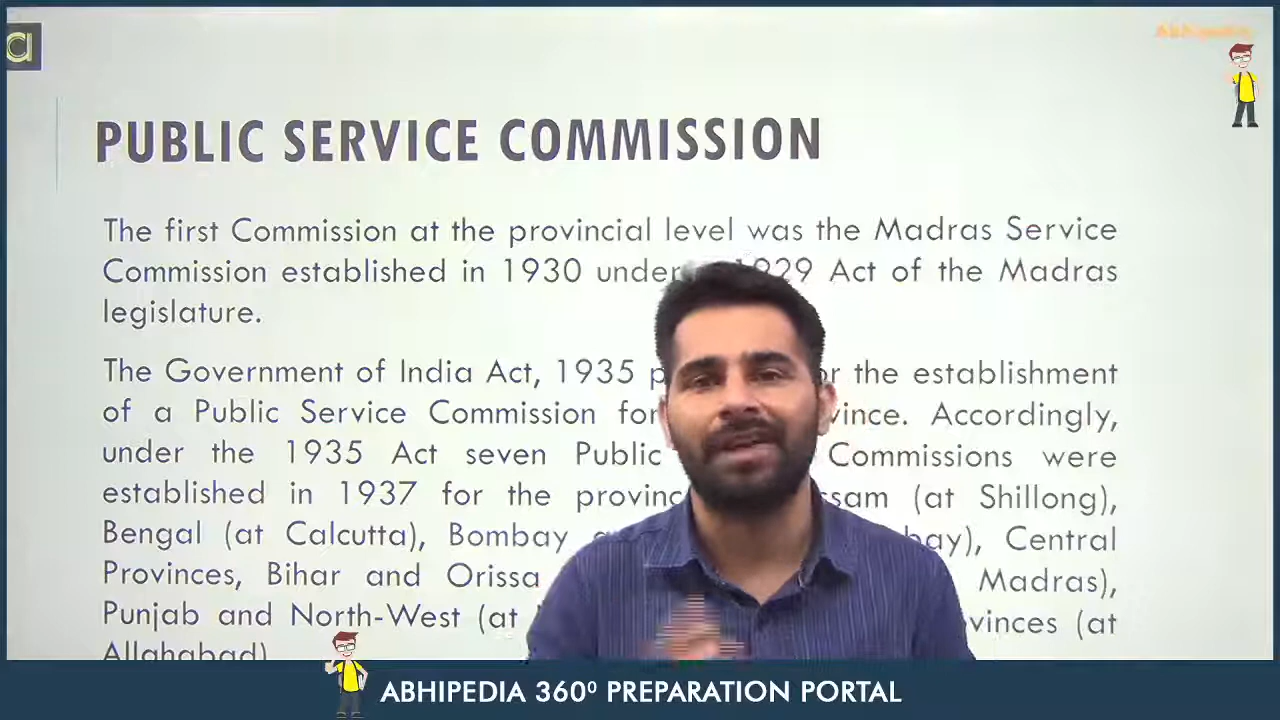 a
Abhipedia
PUBLIC SERVICE COMMISSION
The first Commission at the provincial level was the Madras Service
Commission established in 1930 under 1929 Act of the Madras
legislature.
The Government of India Act, 1935 for the establishment
of a Public Service Commission for Accordingly,
under the 1935 Act seven Public Commissions were
established in 1937 for the (at Shillong),
Bengal (at Calcutta), Bombay Central
Provinces, Bihar and Orissa Madras),
Punjab and North-West (at (at
Allahabad)
ABHIPEDIA 360⁰ PREPARATION PORTAL